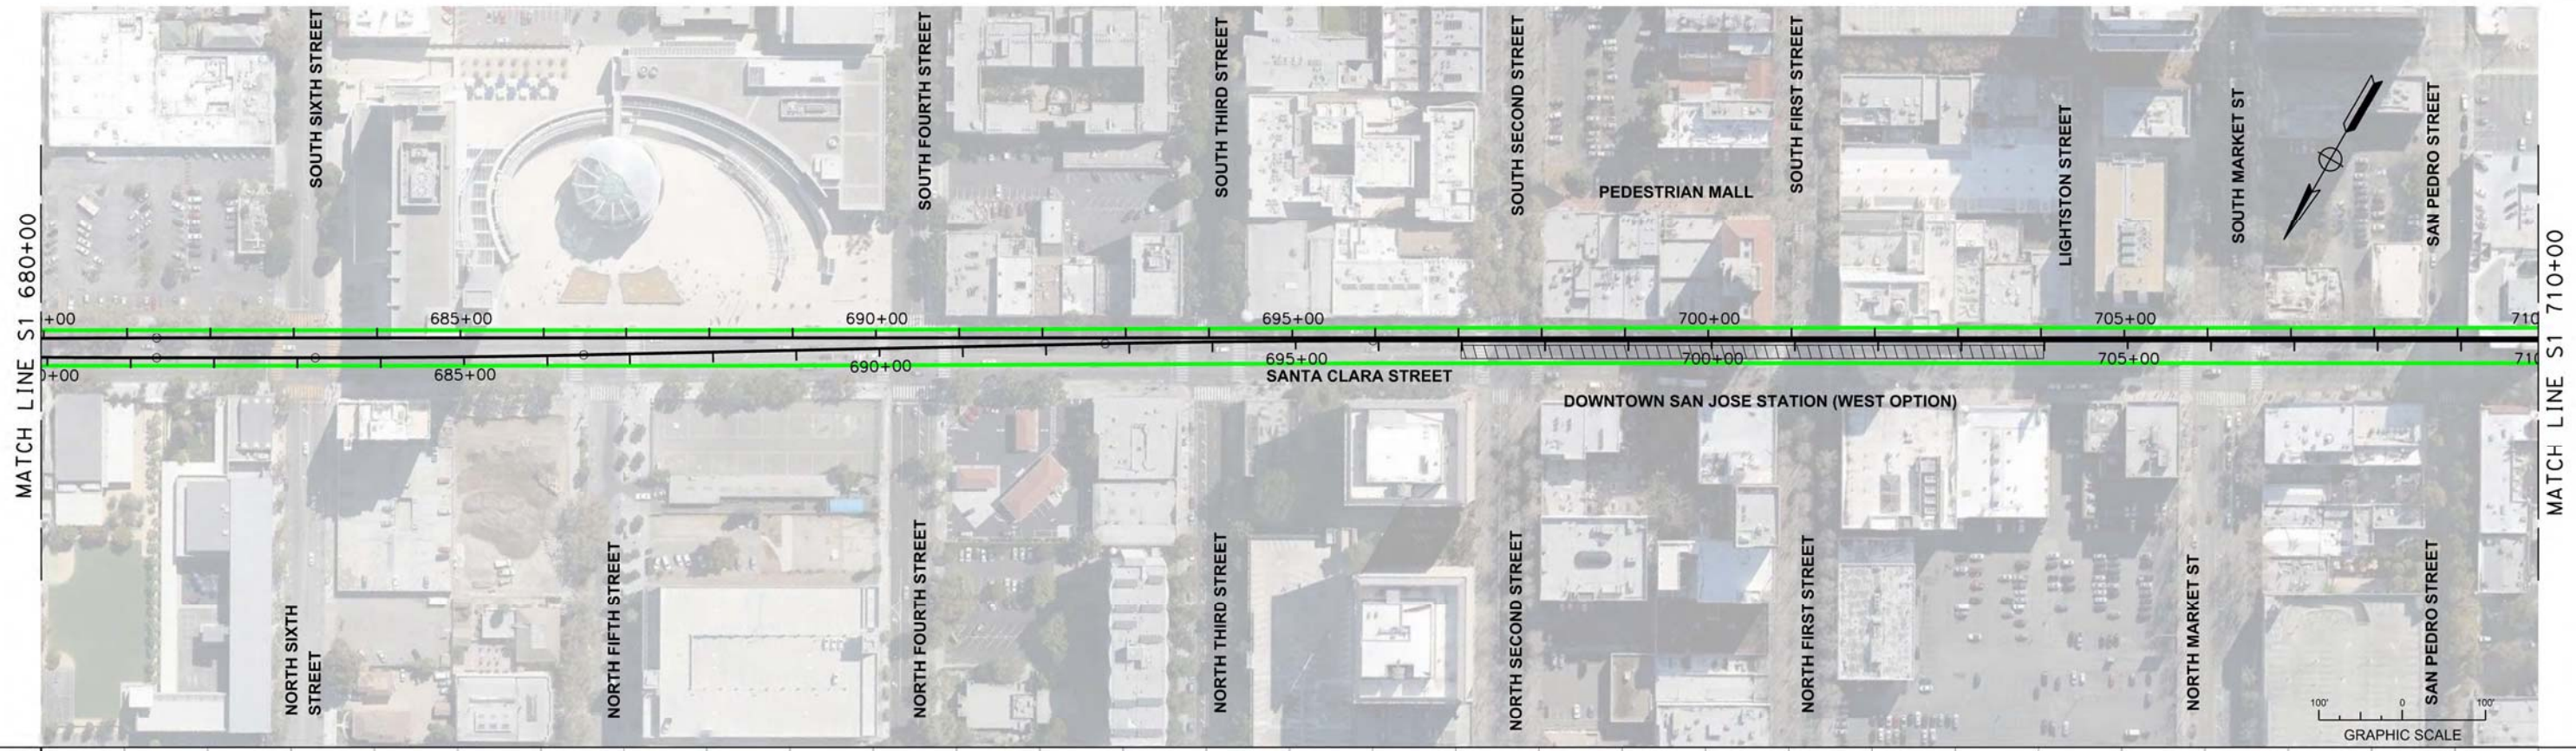 SOUTH SIXTH STREET
SOUTH FOURTH STREET
SOUTH THIRD STREET
SOUTH SECOND STREET
PEDESTRIAN MALL
SOUTH FIRST STREET
LIGHTSTON STREET
SOUTH MARKET ST
SAN PEDRO STREET
MATCH LINE S1 680+00
MATCH LINE S1 710+00
+00
685+00
690+00
695+00
700+00
705+00
710
0+00
685+00
690+00
695+00
700+00
705+00
710
SANTA CLARA STREET
DOWNTOWN SAN JOSE STATION (WEST OPTION)
NORTH SIXTH
STREET
NORTH FIFTH STREET
NORTH FOURTH STREET
NORTH THIRD STREET
NORTH SECOND STREET
NORTH FIRST STREET
NORTH MARKET ST
SAN PEDRO STREET
100' 0 100'
GRAPHIC SCALE